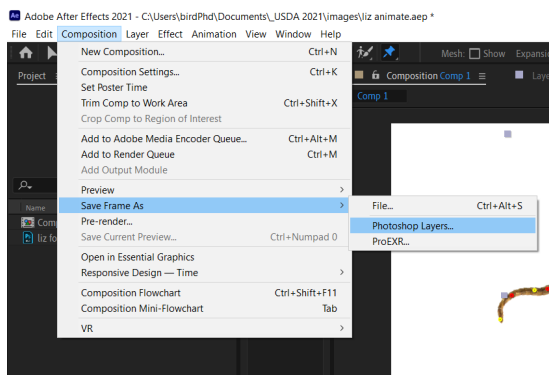 Ae Adobe After Effects 2021 - C:\Users\birdPhd\Documents\_USDA 2021\images\liz animate.aep *
File Edit Composition Layer Effect Animation View Window Help
New Composition... Ctrl+N
Composition Settings... Ctrl+K
Set Poster Time
Trim Comp to Work Area Ctrl+Shift+X
Crop Comp to Region of Interest
Add to Adobe Media Encoder Queue... Ctrl+Alt+M
Add to Render Queue Ctrl+M
Add Output Module
Preview
Save Frame As
Pre-render...
Save Current Preview... Ctrl+Numpad 0
Open in Essential Graphics
Responsive Design — Time
Composition Flowchart Ctrl+Shift+F11
Composition Mini-Flowchart Tab
VR
File... Ctrl+Alt+S
Photoshop Layers...
ProEXR...
Mesh: Show Expansi
Project
Composition Comp 1
Laye
Comp 1
Name
Comp
liz fo